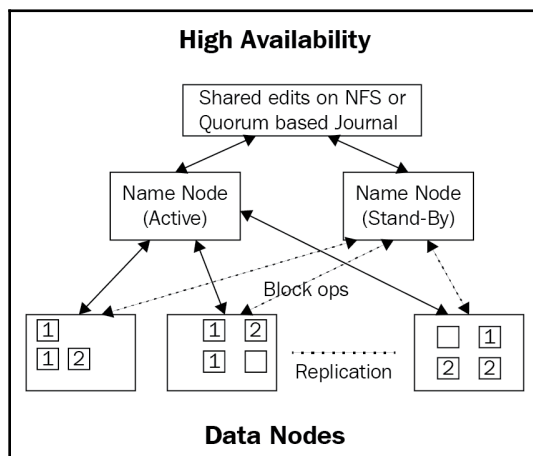 High Availability
Shared edits on NFS or
Quorum based Journal
Name Node
(Active)
Name Node
(Stand-By)
Block ops
1
1 2
1 2
1
1
2 2
Replication
Data Nodes